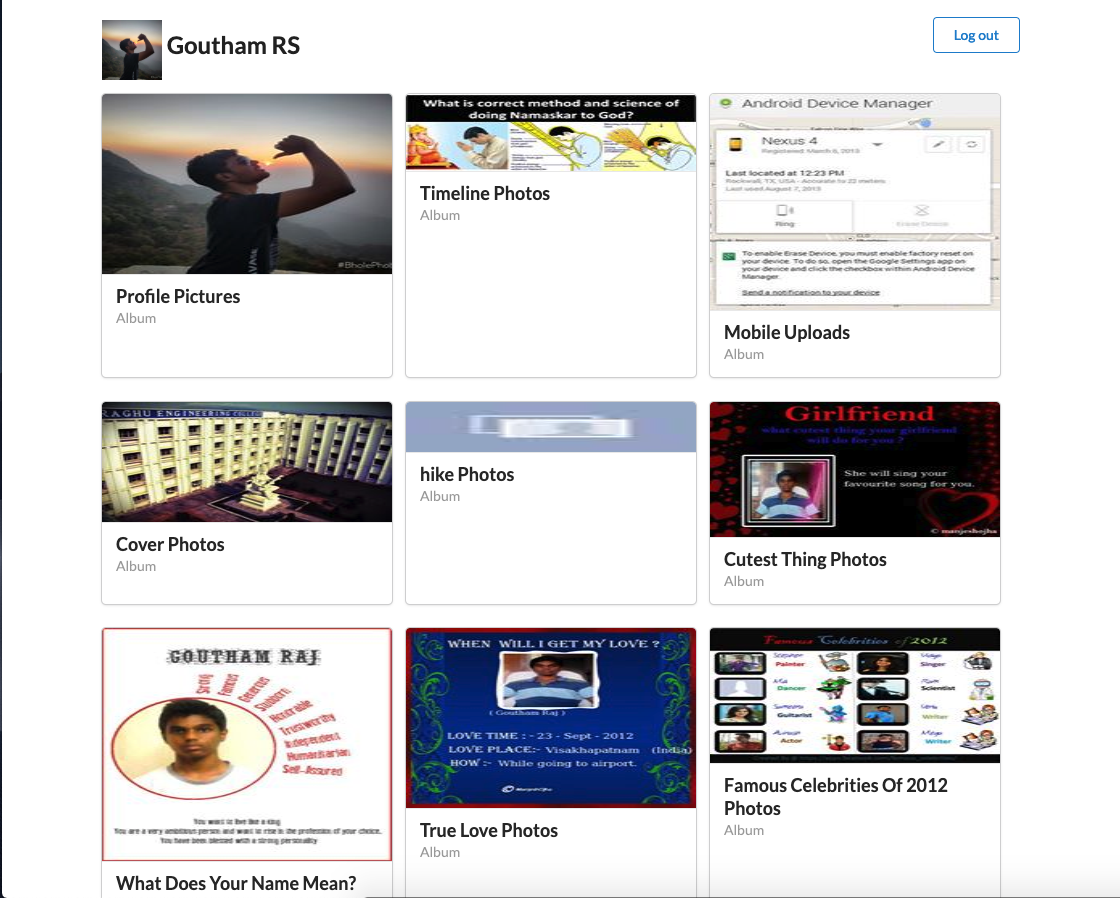 Goutham RS
Log out
#BholePhot
Profile Pictures
Album
What is correct method and science of
doing Namaskar to God?
Timeline Photos
Album
Android Device Manager
Nexus 4
Registered: March 6, 2013
Last located at 12:23 PM
Rockwall, TX, USA - Accurate to 22 meters
Last used August 7, 2013
Ring
Erase Device
To enable Erase Device, you must enable factory reset on
your device. To do so, open the Google Settings app on
your device and click the checkbox within Android Device
Manager.
Send a notification to your device
Mobile Uploads
Album
RAGHU ENGINEERING COLLEGE
Cover Photos
Album
hike Photos
Album
Girlfriend
what cutest thing your girlfriend
will do for you?
She will sing your
favourite song for you.
© manjeshojha
Cutest Thing Photos
Album
GOUTHAM RAJ
Strong
Famous
Generous
Stubborn
Honorable
Trustworthy
Independent
Humanitarian
Self-Assured
You want to live like a king
You are a very ambitious person and want to rise in the profession of your choice.
You have been blessed with a strong personality
What Does Your Name Mean?
WHEN WILL I GET MY LOVE ?
( Goutham Raj )
LOVE TIME : - 23 - Sept - 2012
LOVE PLACE:- Visakhapatnam (India)
HOW :- While going to airport.
True Love Photos
Album
Famous Celebrities of 2012
Painter
Singer
Dancer
Scientist
Guitarist
Writer
Actor
Writer
Famous Celebrities Of 2012
Photos
Album